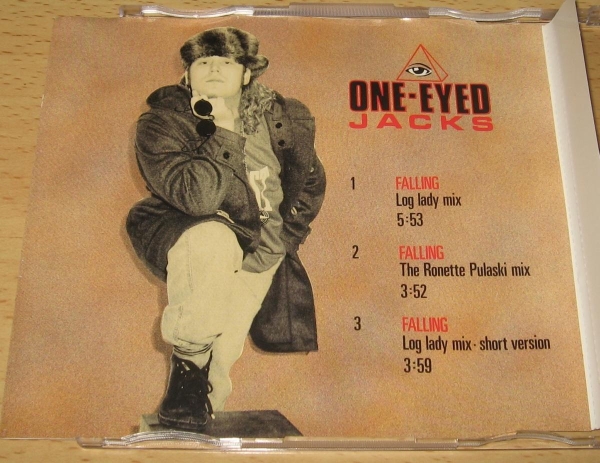 ONE-EYED
JACKS
1 FALLING
Log lady mix
5:53
2 FALLING
The Ronette Pulaski mix
3:52
3 FALLING
Log lady mix · short version
3:59